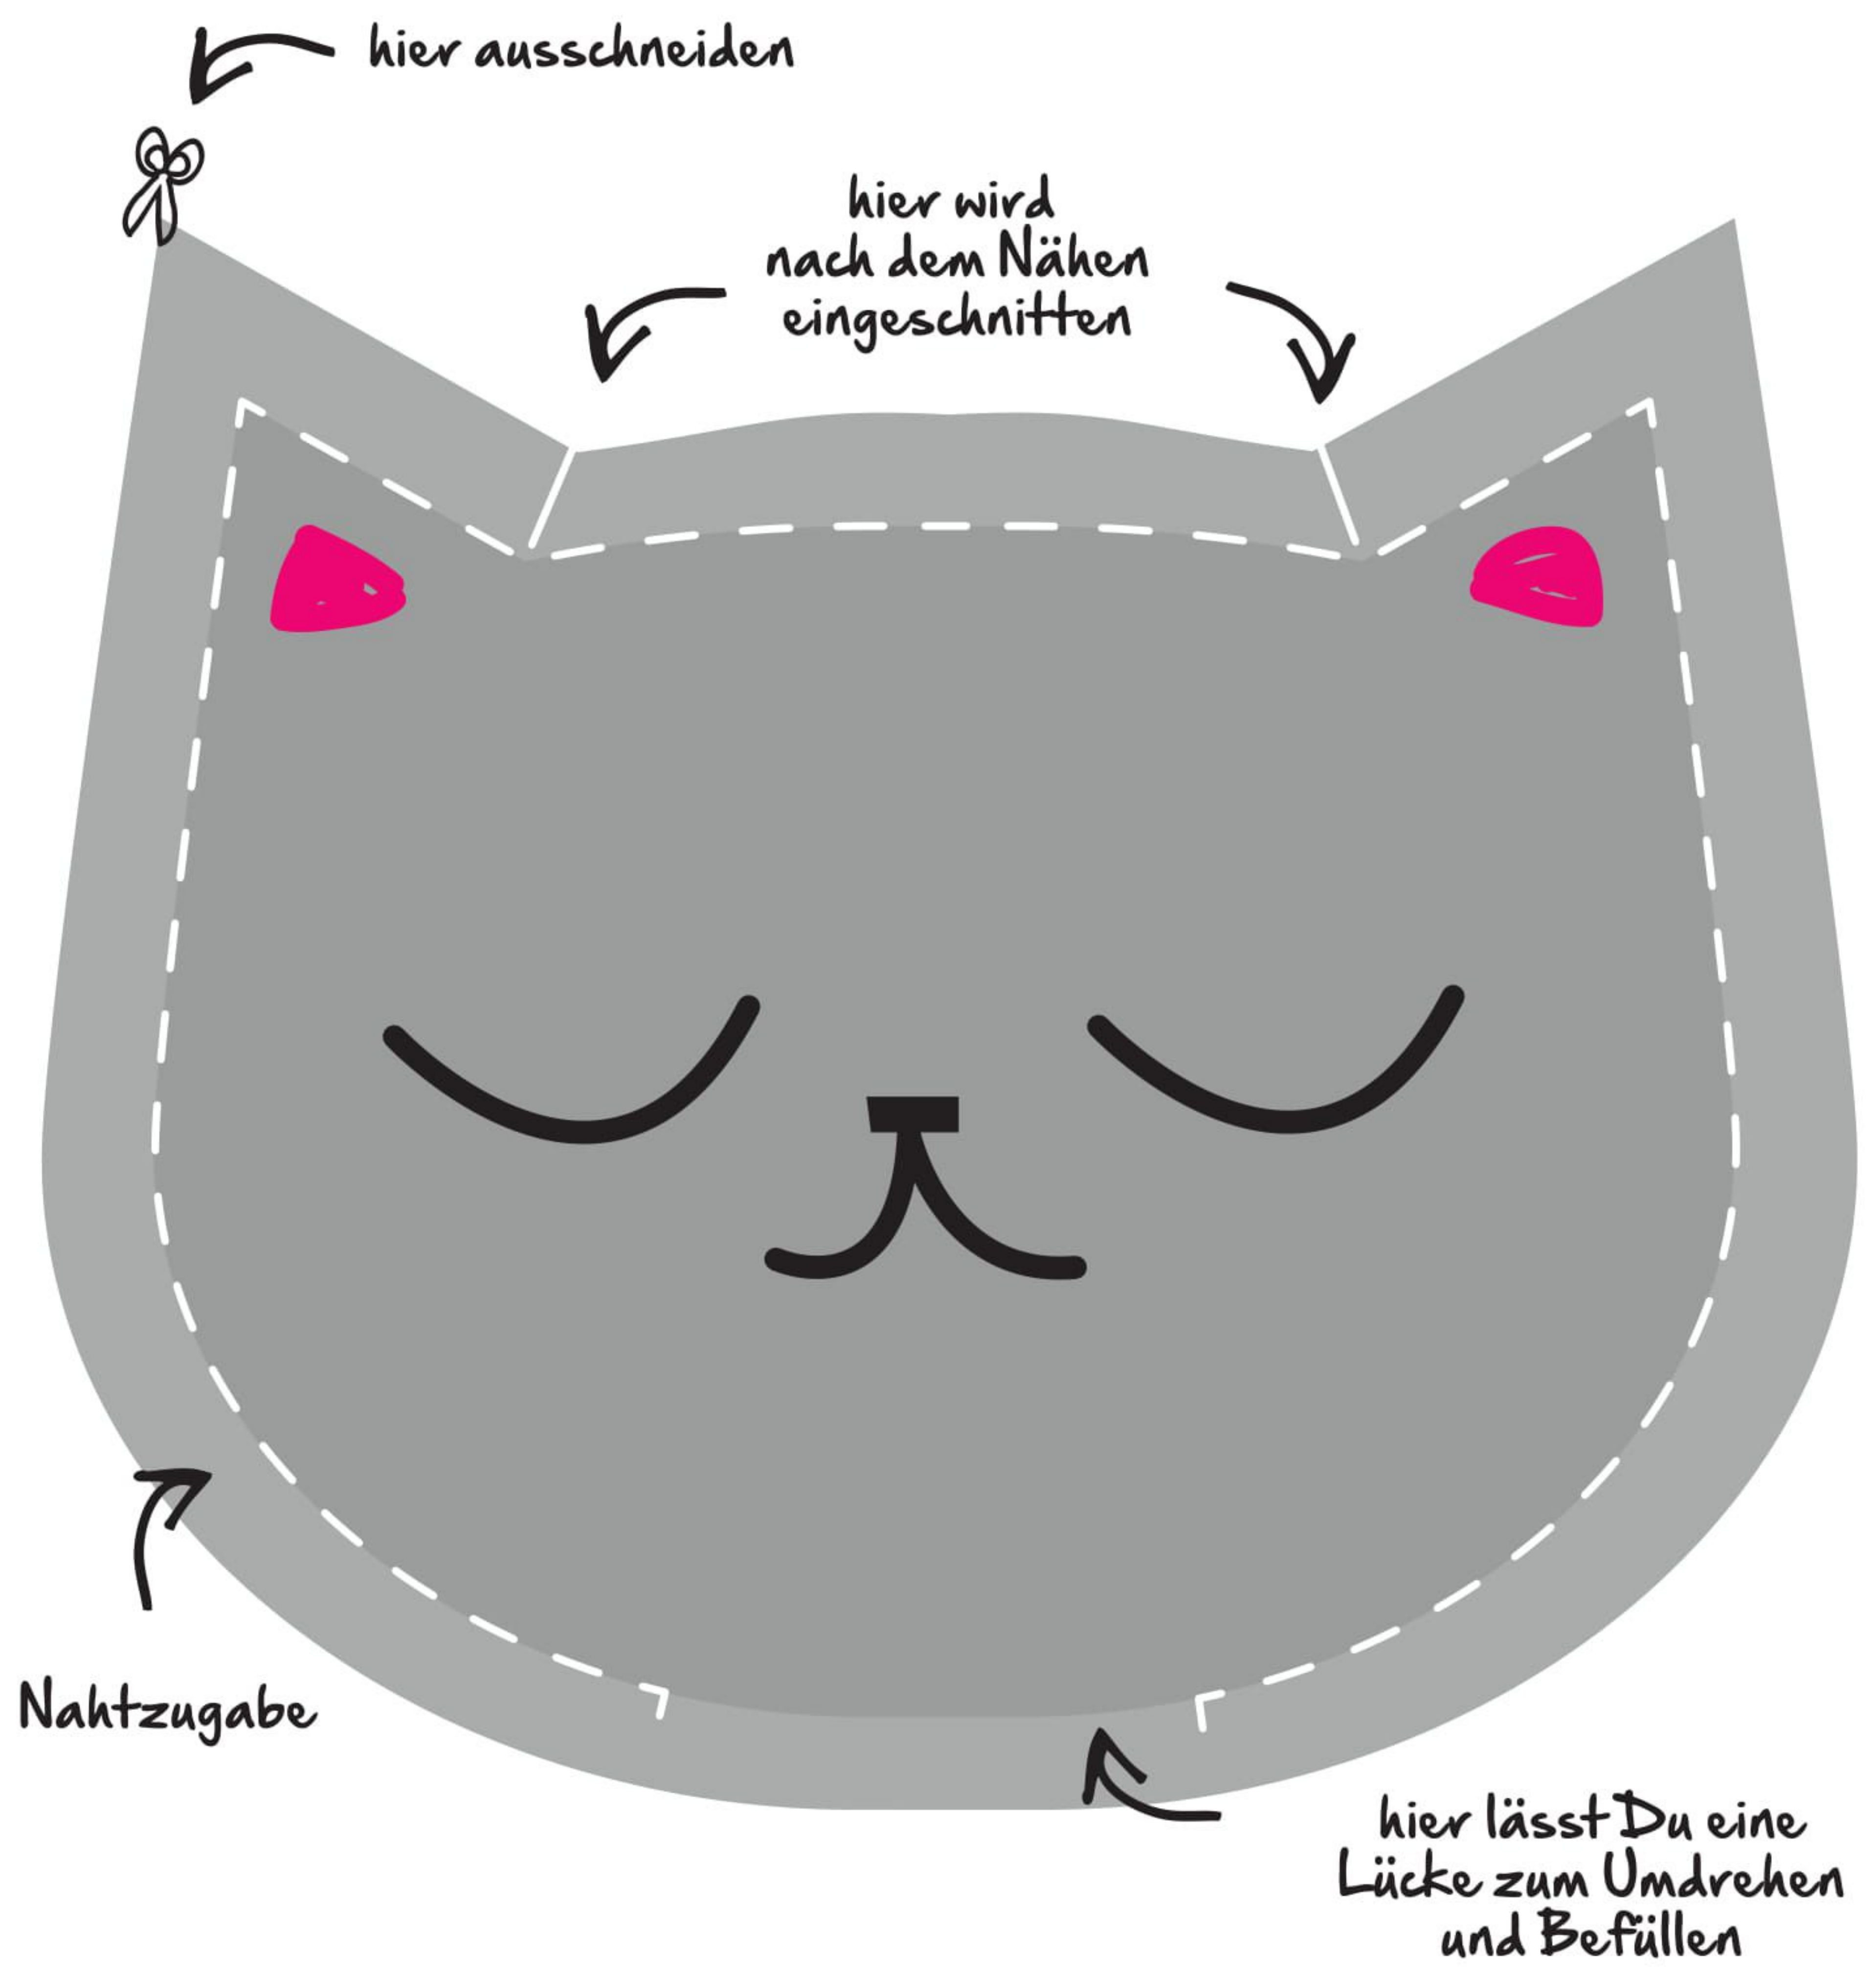 hier ausschneiden
hier wird
nach dem Nähen
eingeschnitten
Nahtzugabe
hier lässt Du eine
Lücke zum Umdrehen
und Befüllen